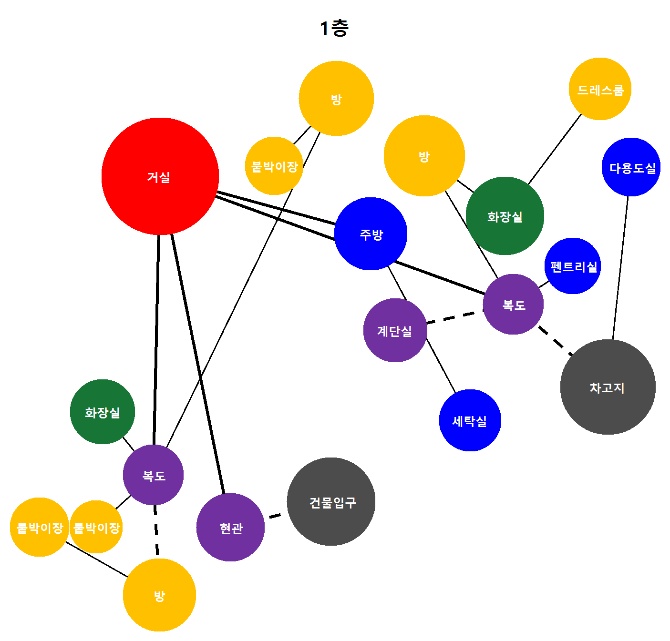 1층
방
드레스룸
거실
붙박이장
방
다용도실
화장실
주방
펜트리실
복도
계단실
차고지
화장실
세탁실
복도
건물입구
붙박이장
붙박이장
현관
방